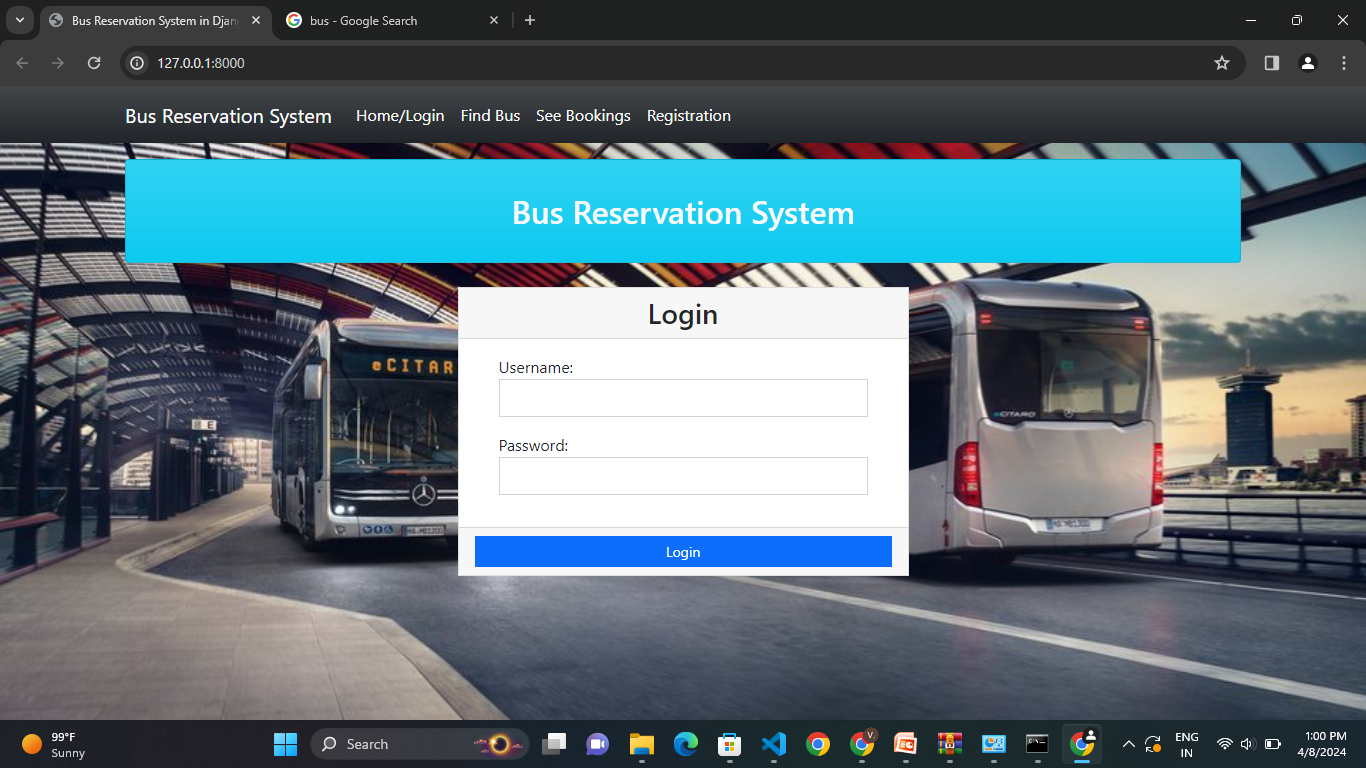 Bus Reservation System in Djan
bus - Google Search
127.0.0.1:8000
Bus Reservation System Home/Login Find Bus See Bookings Registration
Bus Reservation System
Login
Username:
eCITAR
E
eCITARO
Password:
Login
99°F
Sunny
Search
V.
ENG
IN
1:00 PM
4/8/2024